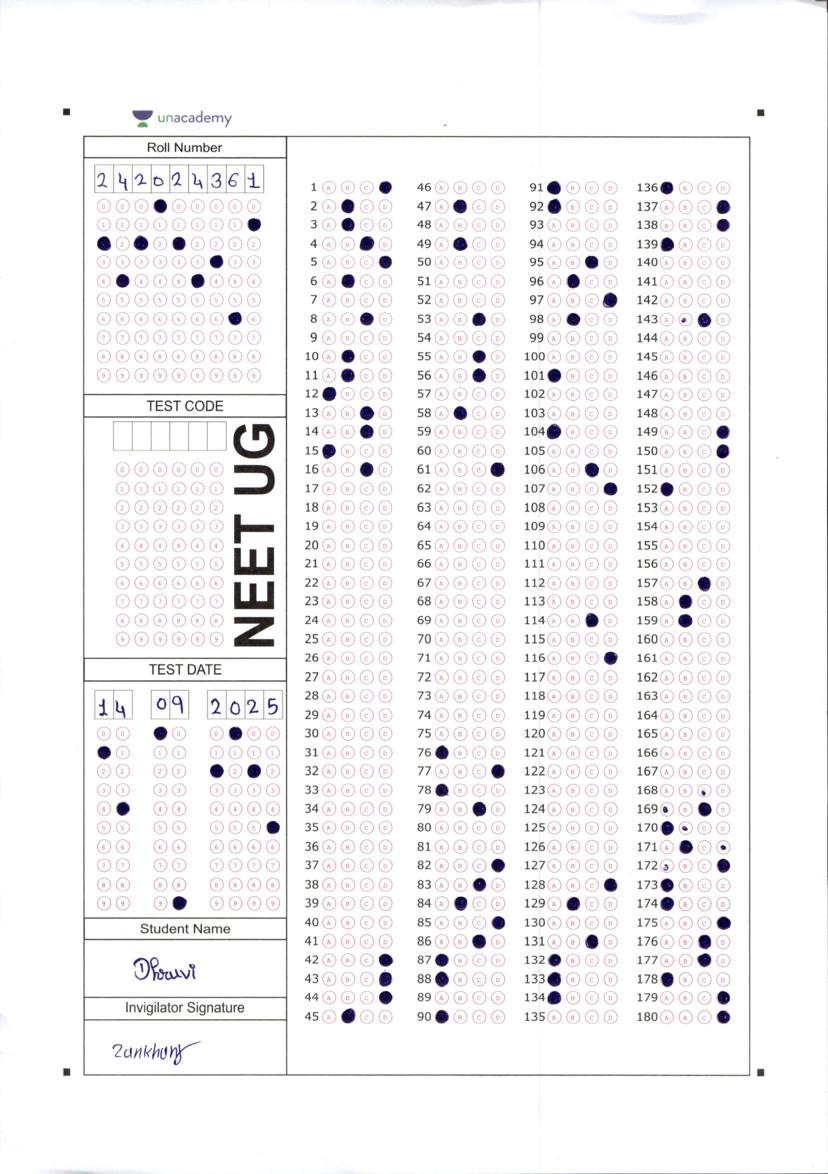 unacademy
Roll Number
2 4 2 0 2 4 3 6 1
TEST CODE
NEET UG
TEST DATE
14 09 2025
Student Name
Invigilator Signature
1 A B C
2 A C D
3 A C D
4 A B D
5 A B C
6 A C D
7 A B C D
8 A B D
9 A B C D
10 A C D
11 A C D
12 B C D
13 A B D
14 A B D
15 B C D
16 A B D
17 A B C D
18 A B C D
19 A B C D
20 A B C D
21 A B C D
22 A B C D
23 A B C D
24 A B C D
25 A B C D
26 A B C D
27 A B C D
28 A B C D
29 A B C D
30 A B C D
31 A B C D
32 A B C D
33 A B C D
34 A B C D
35 A B C D
36 A B C D
37 A B C D
38 A B C D
39 A B C D
40 A B C D
41 A B C D
42 A B C
43 A B C
44 A B C
45 A C D
46 A B C D
47 A C D
48 A B C D
49 A C D
50 A B C D
51 A B C D
52 A B C D
53 A B D
54 A B C D
55 A B D
56 A B D
57 A B C D
58 A C D
59 A B C D
60 A B C D
61 A B C
62 A B C D
63 A B C D
64 A B C D
65 A B C D
66 A B C D
67 A B C D
68 A B C D
69 A B C D
70 A B C D
71 A B C D
72 A B C D
73 A B C D
74 A B C D
75 A B C D
76 B C D
77 A B C
78 B C D
79 A B D
80 A B C D
81 A B C D
82 A B C
83 A B D
84 A C D
85 A B C
86 A B D
87 B C D
88 B C D
89 A B C D
90 B C D
91 B C D
92 B C D
93 A B C D
94 A B C D
95 A B D
96 A C D
97 A B C
98 A C D
99 A B C D
100 A B C D
101 B C D
102 A B C D
103 A B C D
104 B C D
105 A B C D
106 A B D
107 A B C
108 A B C D
109 A B C D
110 A B C D
111 A B C D
112 A B C D
113 A B C D
114 A B D
115 A B C D
116 A B C
117 A B C D
118 A B C D
119 A B C D
120 A B C D
121 A B C D
122 A B C D
123 A B C D
124 A B C D
125 A B C D
126 A B C D
127 A B C D
128 A B C
129 A C D
130 A B C D
131 A B D
132 B C D
133 B C D
134 B C D
135 A B C D
136 B C D
137 A B C
138 A B C
139 B C D
140 A B C D
141 A B C D
142 A B C D
143 A D
144 A B C D
145 A B C D
146 A B C D
147 A B C D
148 A B C D
149 A B C
150 A B C
151 A B C D
152 B C D
153 A B C D
154 A B C D
155 A B C D
156 A B C D
157 A B D
158 A C D
159 A C D
160 A B C D
161 A B C D
162 A B C D
163 A B C D
164 A B C D
165 A B C D
166 A B C D
167 A B C D
168 A B D
169 B D
170 C D
171 A C
172 B C
173 B C D
174 B C D
175 A B C
176 A B D
177 A B D
178 B C D
179 A B C
180 A B C